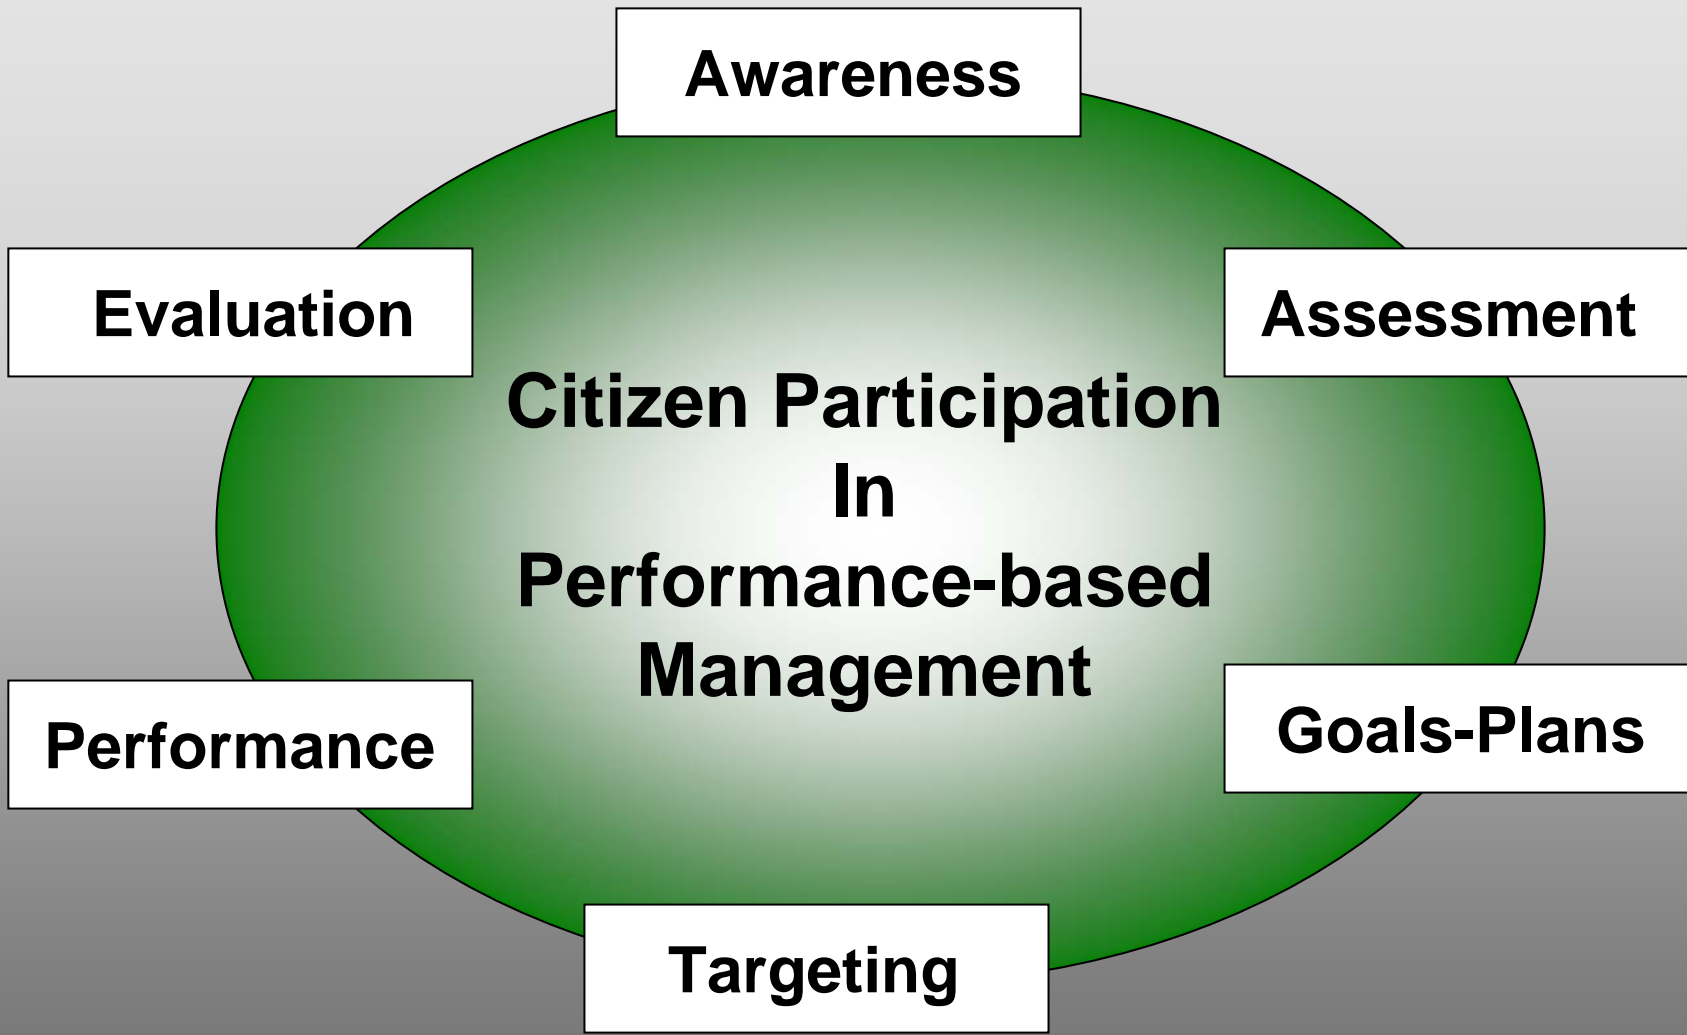 Awareness
Evaluation
Assessment
Citizen Participation
In
Performance-based
Management
Performance
Goals-Plans
Targeting